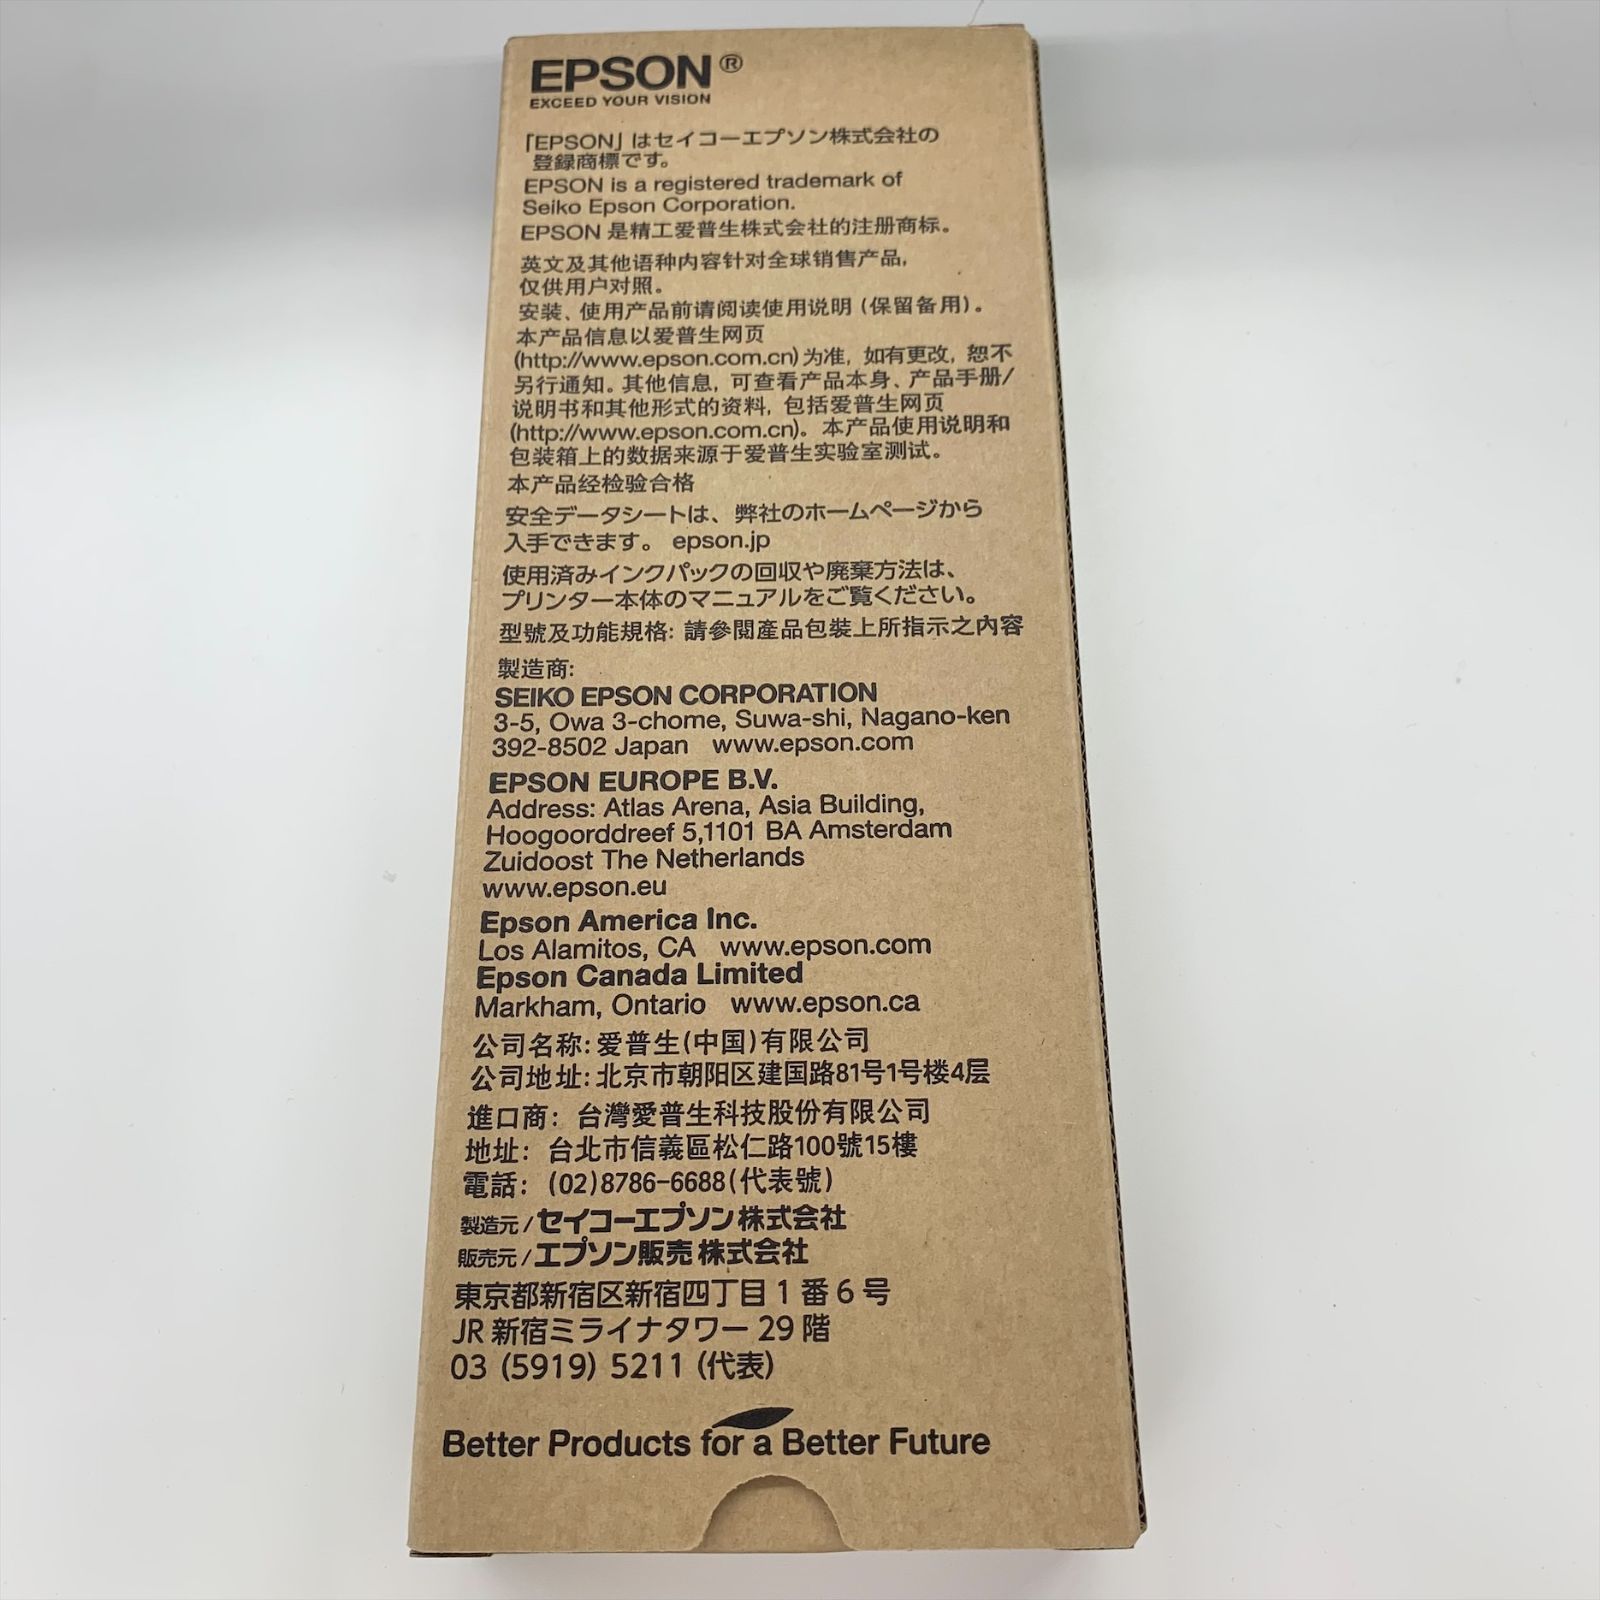 EPSON®
EXCEED YOUR VISION
「EPSON」はセイコーエプソン株式会社の
登録商標です。
EPSON is a registered trademark of
Seiko Epson Corporation.
EPSON 是精工爱普生株式会社的注册商标。
英文及其他语种内容针对全球销售产品,
仅供用户对照。
安装、使用产品前请阅读使用说明 (保留备用) 。
本产品信息以爱普生网页
(http://www.epson.com.cn) 为准, 如有更改, 恕不
另行通知。其他信息, 可查看产品本身、产品手册/
说明书和其他形式的资料, 包括爱普生网页
(http://www.epson.com.cn)。本产品使用说明和
包装箱上的数据来源于爱普生实验室测试。
本产品经检验合格
安全データシートは、弊社のホームページから
入手できます。 epson.jp
使用済みインクパックの回収や廃棄方法は、
プリンター本体のマニュアルをご覧ください。
型號及功能規格: 請參閱產品包裝上所指示之內容
製造商:
SEIKO EPSON CORPORATION
3-5, Owa 3-chome, Suwa-shi, Nagano-ken
392-8502 Japan www.epson.com
EPSON EUROPE B.V.
Address: Atlas Arena, Asia Building,
Hoogoorddreef 5,1101 BA Amsterdam
Zuidoost The Netherlands
www.epson.eu
Epson America Inc.
Los Alamitos, CA www.epson.com
Epson Canada Limited
Markham, Ontario www.epson.ca
公司名称: 爱普生(中国)有限公司
公司地址: 北京市朝阳区建国路81号1号楼4层
進口商: 台灣愛普生科技股份有限公司
地址: 台北市信義區松仁路100號15樓
電話: (02)8786-6688(代表號)
製造元/セイコーエプソン株式会社
販売元/エプソン販売株式会社
東京都新宿区新宿四丁目1番6号
JR新宿ミライナタワー 29階
03 (5919) 5211 (代表)
Better Products for a Better Future